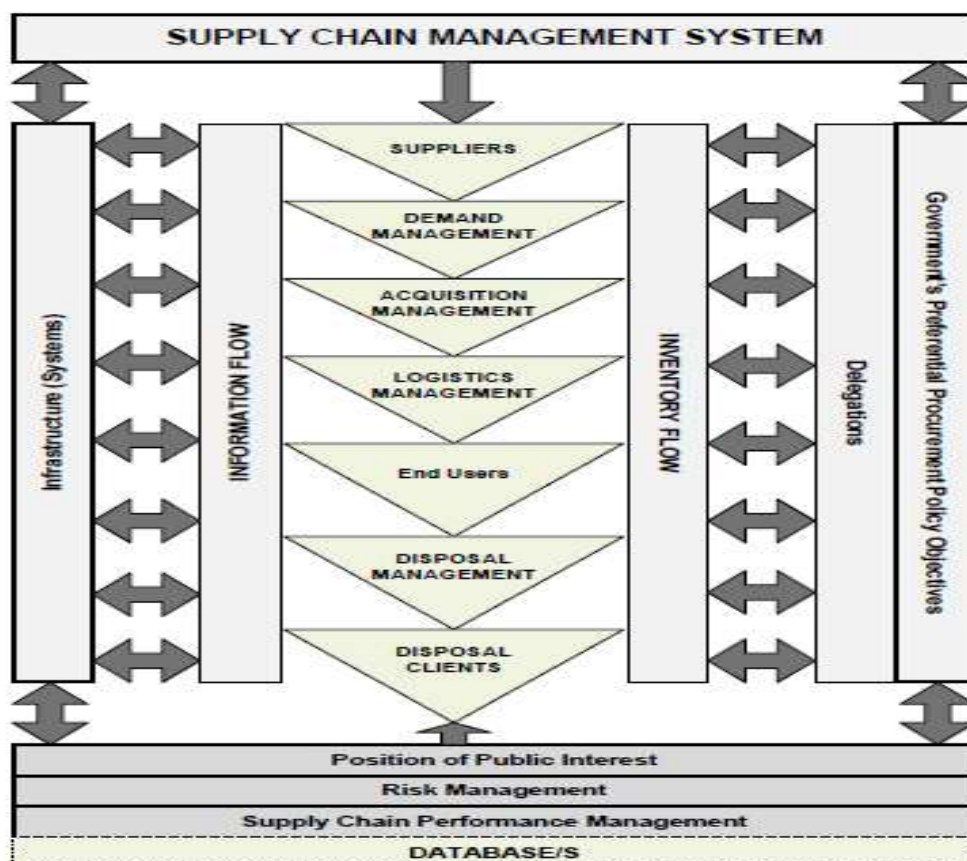 SUPPLY CHAIN MANAGEMENT SYSTEM
Infrastructure (Systems)
INFORMATION FLOW
SUPPLIERS
DEMAND
MANAGEMENT
ACQUISITION
MANAGEMENT
LOGISTICS
MANAGEMENT
End Users
DISPOSAL
MANAGEMENT
DISPOSAL
CLIENTS
INVENTORY FLOW
Delegations
Government's Preferential Procurement Policy Objectives
Position of Public Interest
Risk Management
Supply Chain Performance Management
DATABASE/S